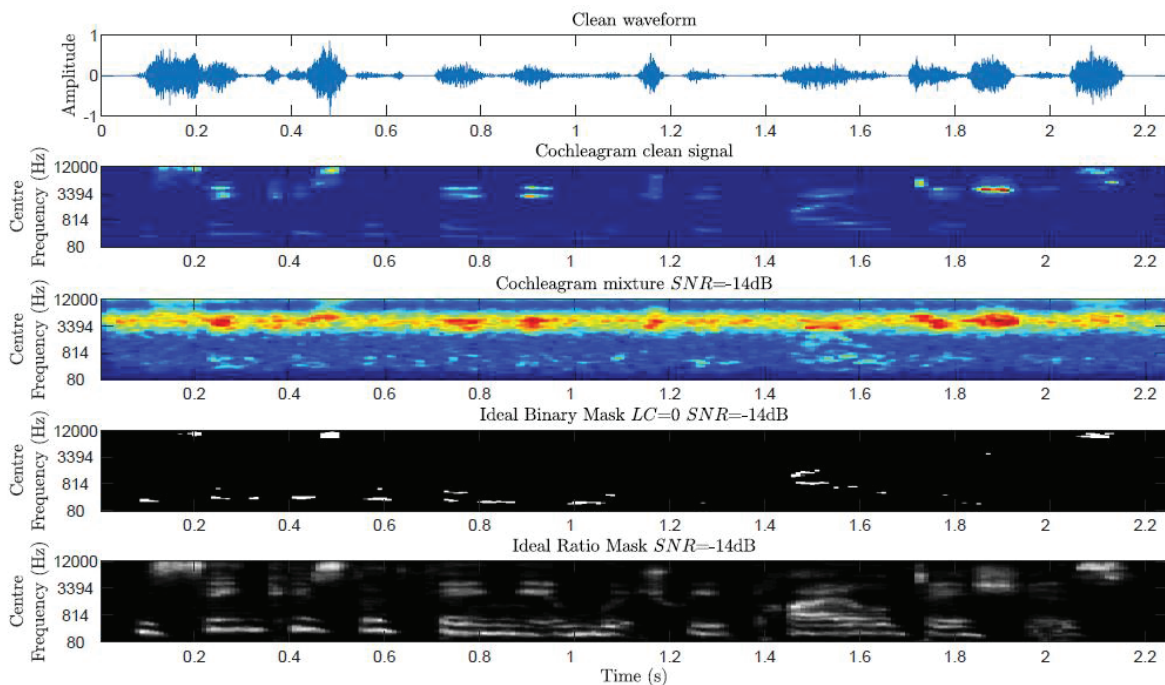 Clean waveform
Amplitude
1
0
-1
0 0.2 0.4 0.6 0.8 1 1.2 1.4 1.6 1.8 2 2.2
Cochleagram clean signal
Centre
Frequency (Hz)
12000
3394
814
80
0.2 0.4 0.6 0.8 1 1.2 1.4 1.6 1.8 2 2.2
Cochleagram mixture SNR=-14dB
Centre
Frequency (Hz)
12000
3394
814
80
0.2 0.4 0.6 0.8 1 1.2 1.4 1.6 1.8 2 2.2
Ideal Binary Mask LC=0 SNR=-14dB
Centre
Frequency (Hz)
12000
3394
814
80
0.2 0.4 0.6 0.8 1 1.2 1.4 1.6 1.8 2 2.2
Ideal Ratio Mask SNR=-14dB
Centre
Frequency (Hz)
12000
3394
814
80
0.2 0.4 0.6 0.8 1 1.2 1.4 1.6 1.8 2 2.2
Time (s)